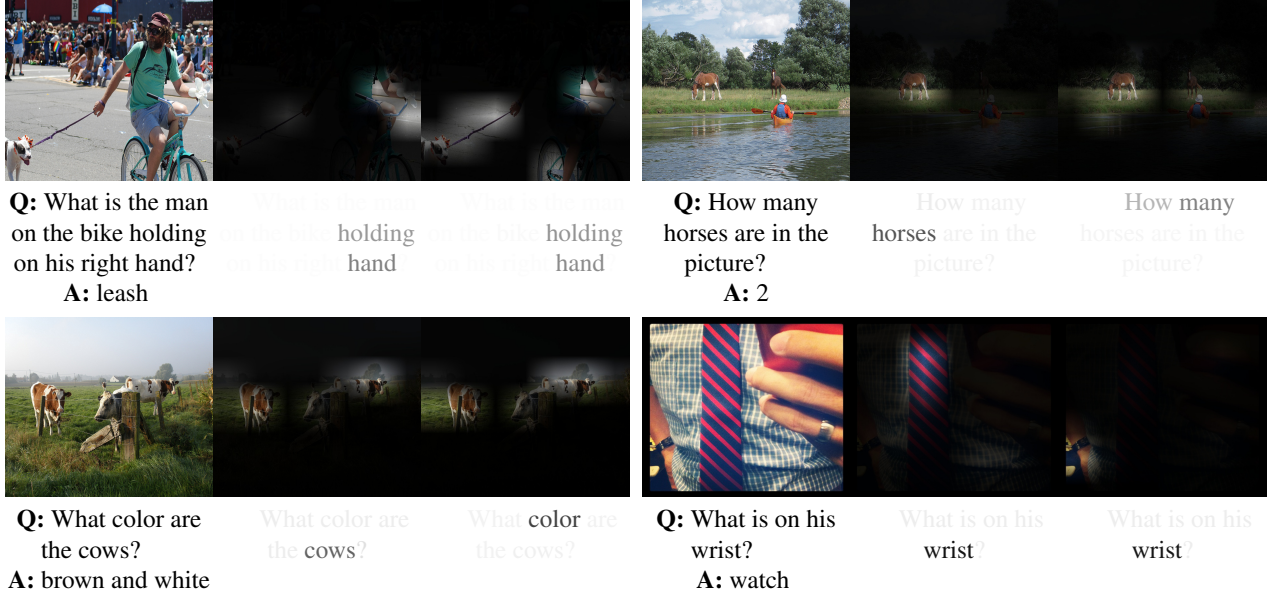 Q: What is the man
on the bike holding
on his right hand?
A: leash
What is the man
on the bike holding
on his right hand?
What is the man
on the bike holding
on his right hand?
Q: How many
horses are in the
picture?
A: 2
How many
horses are in the
picture?
How many
horses are in the
picture?
Q: What color are
the cows?
A: brown and white
What color are
the cows?
What color are
the cows?
Q: What is on his
wrist?
A: watch
What is on his
wrist?
What is on his
wrist?